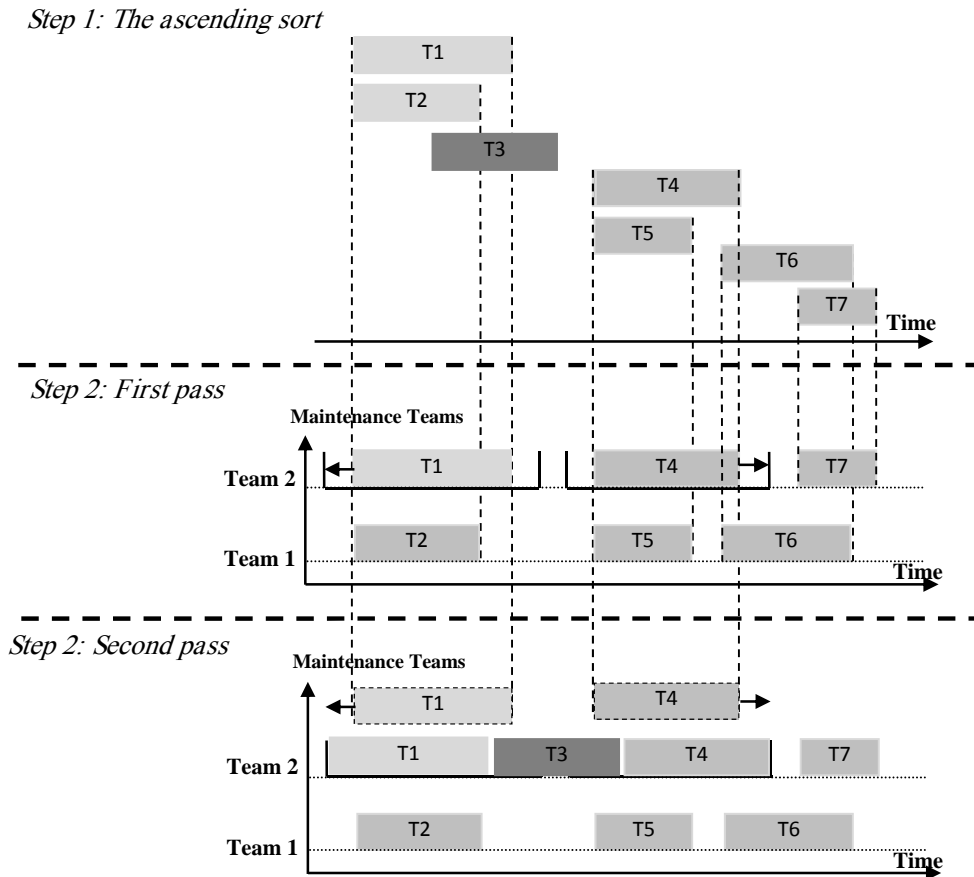 Step 1: The ascending sort
T1
T2
T3
T4
T5
T6
T7
Time
Step 2: First pass
Maintenance Teams
Team 2
T1
T4
T7
Team 1
T2
T5
T6
Time
Step 2: Second pass
Maintenance Teams
T1
T4
Team 2
T1
T3
T4
T7
Team 1
T2
T5
T6
Time